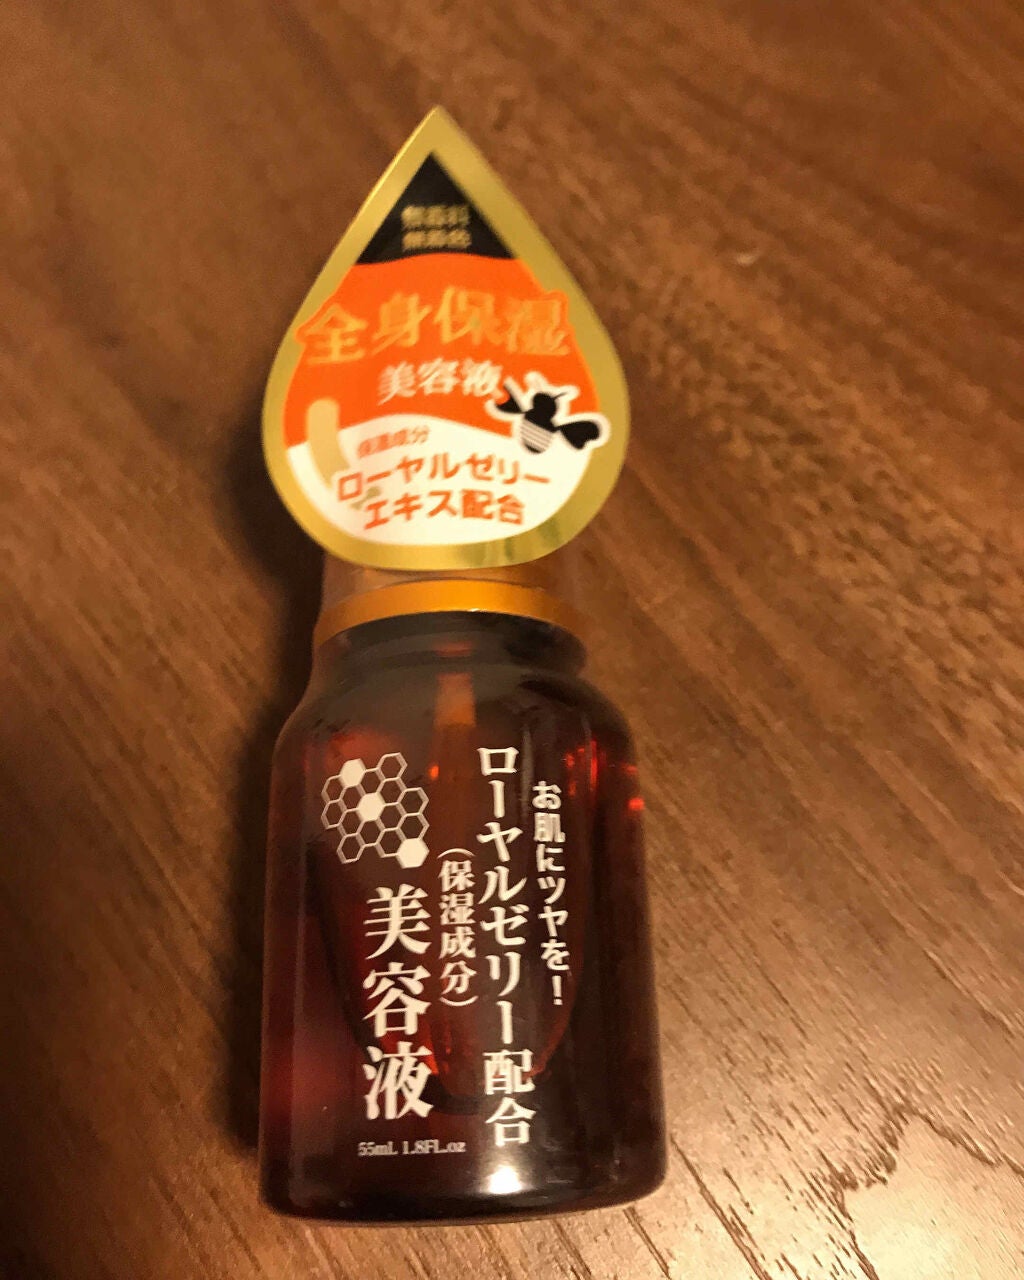 無香料
無着色
全身保湿
美容液
保湿成分
ローヤルゼリー
エキス配合
お肌にツヤを！
ローヤルゼリー配合
（保湿成分）
美容液
55mL 1.8FL.oz